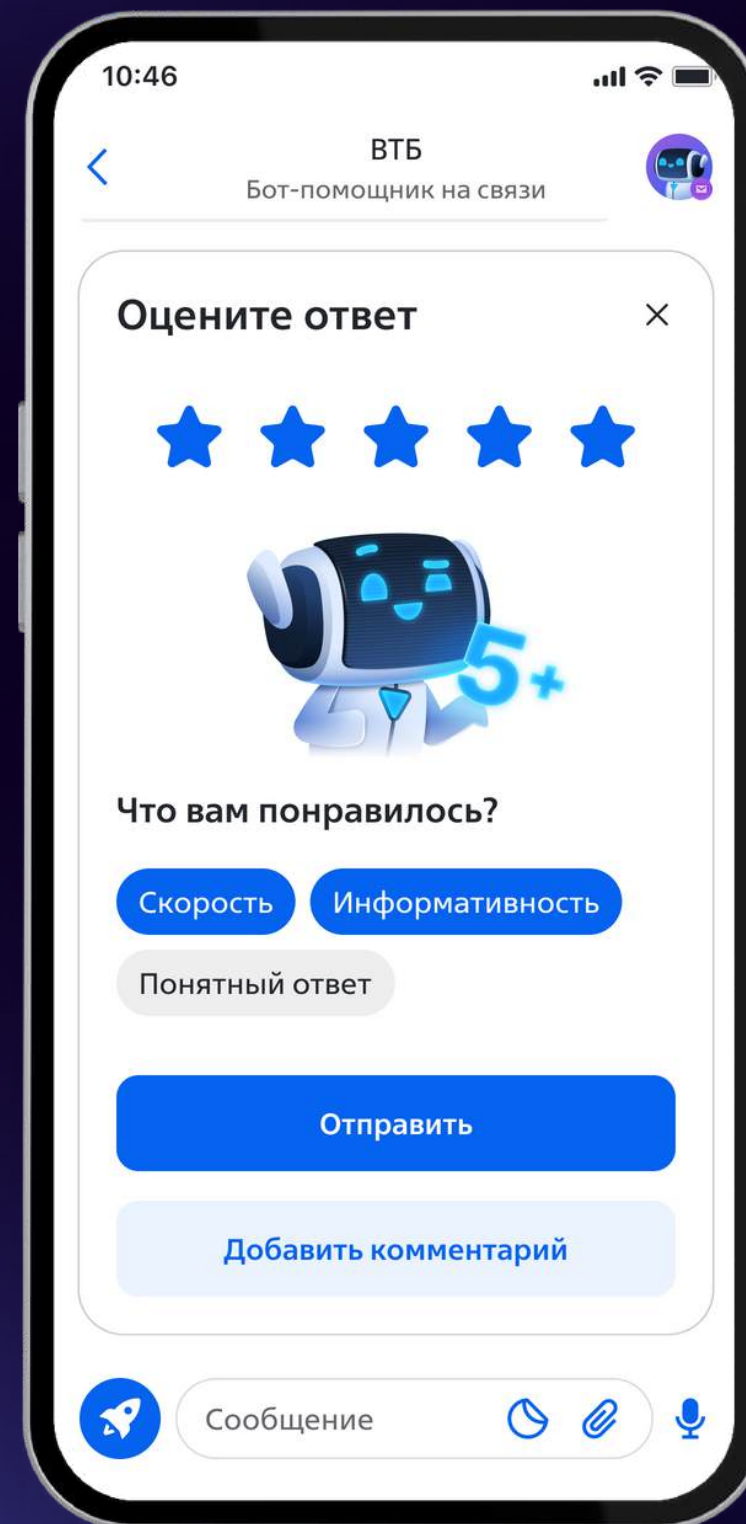 10:46
ВТБ
Бот-помощник на связи
Оцените ответ
5+
Что вам понравилось?
Скорость Информативность
Понятный ответ
Отправить
Добавить комментарий
Сообщение